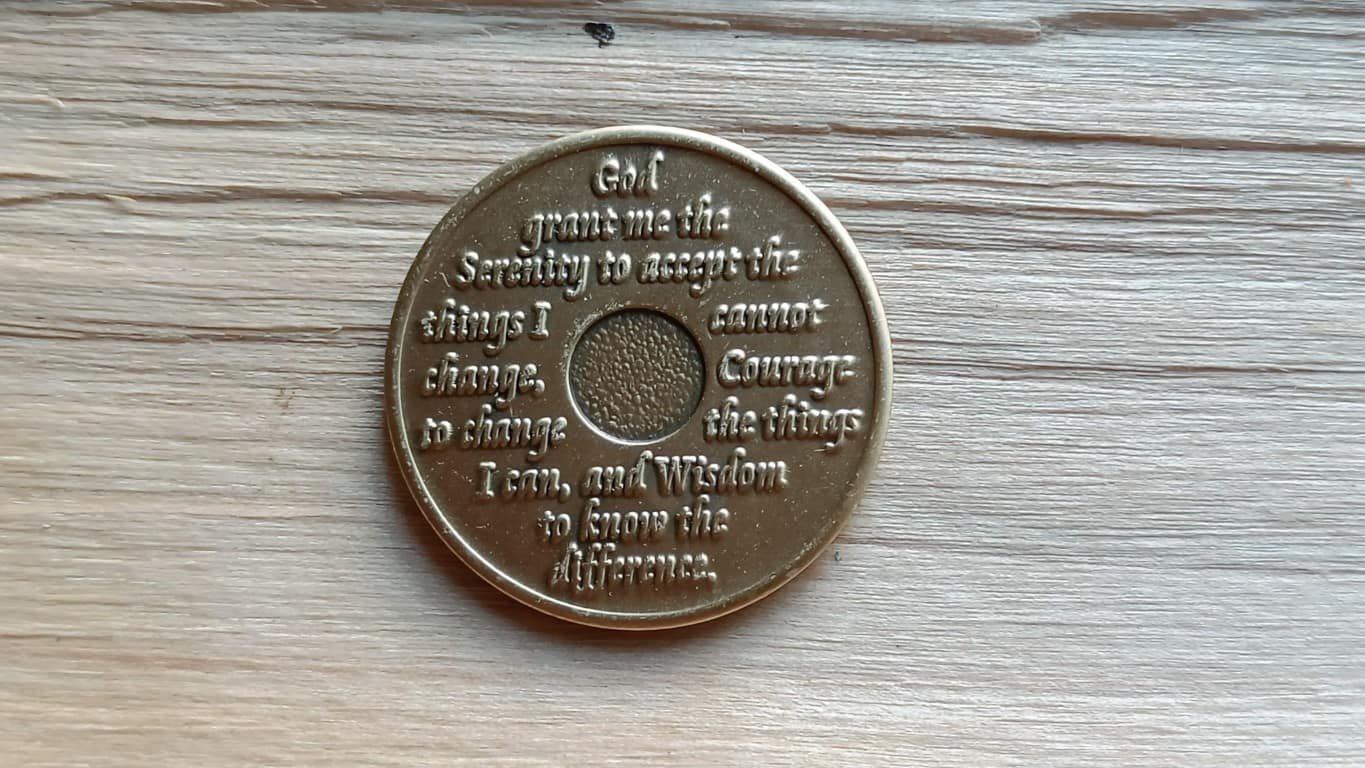 God
grant me the
Serenity to accept the
things I cannot
change, Courage
to change the things
I can, and Wisdom
to know the
difference.